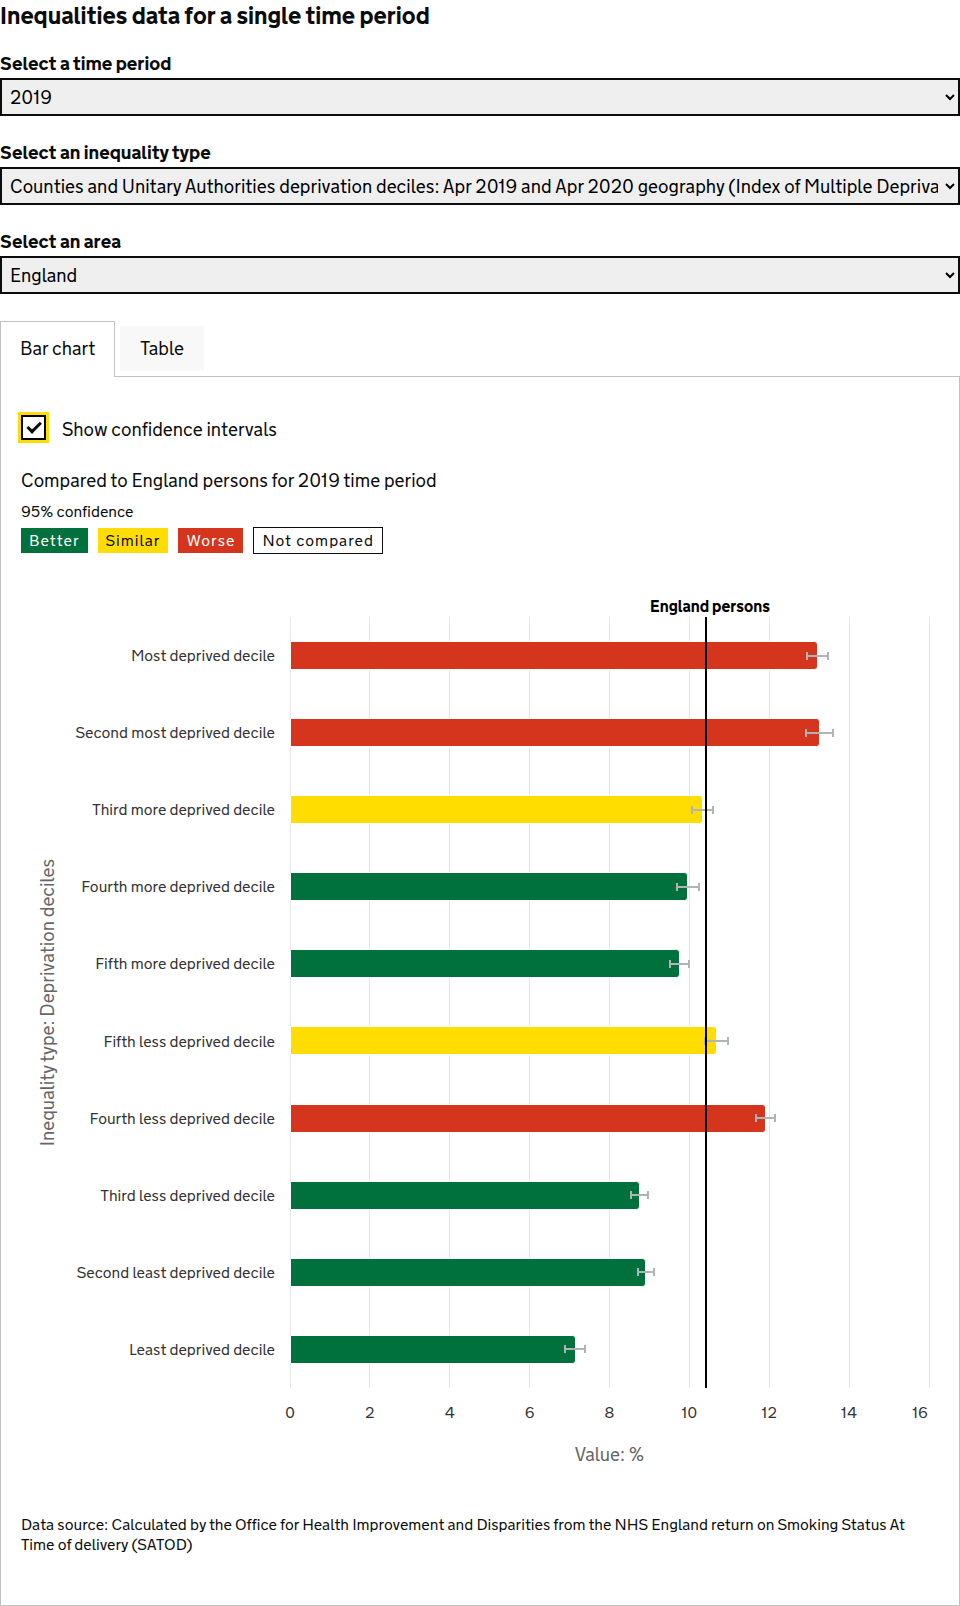 Inequalities data for a single time period
Select a time period
2019
Select an inequality type
Counties and Unitary Authorities deprivation deciles: Apr 2019 and Apr 2020 geography (Index of Multiple Depriva
Select an area
England
Bar chart
Table
Show confidence intervals
Compared to England persons for 2019 time period
95% confidence
Better
Similar
Worse
Not compared
England persons
Most deprived decile
Second most deprived decile
Third more deprived decile
Fourth more deprived decile
Fifth more deprived decile
Fifth less deprived decile
Fourth less deprived decile
Third less deprived decile
Second least deprived decile
Least deprived decile
Inequality type: Deprivation deciles
0 2 4 6 8 10 12 14 16
Value: %
Data source: Calculated by the Office for Health Improvement and Disparities from the NHS England return on Smoking Status At
Time of delivery (SATOD)